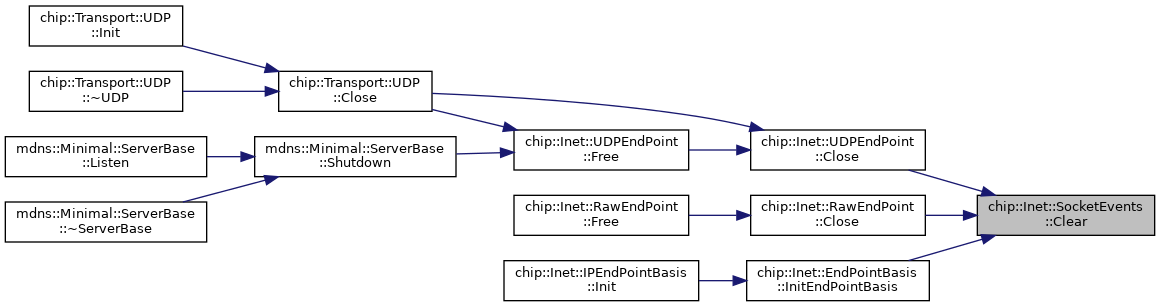 chip::Transport::UDP
::Init
chip::Transport::UDP
::~UDP
chip::Transport::UDP
::Close
mdns::Minimal::ServerBase
::Listen
mdns::Minimal::ServerBase
::Shutdown
chip::Inet::UDPEndPoint
::Free
chip::Inet::UDPEndPoint
::Close
mdns::Minimal::ServerBase
::~ServerBase
chip::Inet::RawEndPoint
::Free
chip::Inet::RawEndPoint
::Close
chip::Inet::SocketEvents
::Clear
chip::Inet::IPEndPointBasis
::Init
chip::Inet::EndPointBasis
::InitEndPointBasis